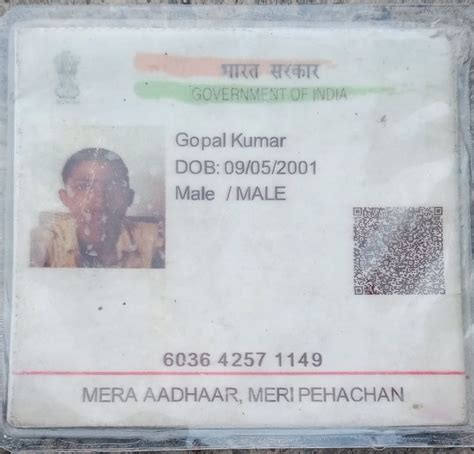 भारत सरकार
GOVERNMENT OF INDIA
Gopal Kumar
DOB: 09/05/2001
Male / MALE
6036 4257 1149
MERA AADHAAR, MERI PEHACHAN